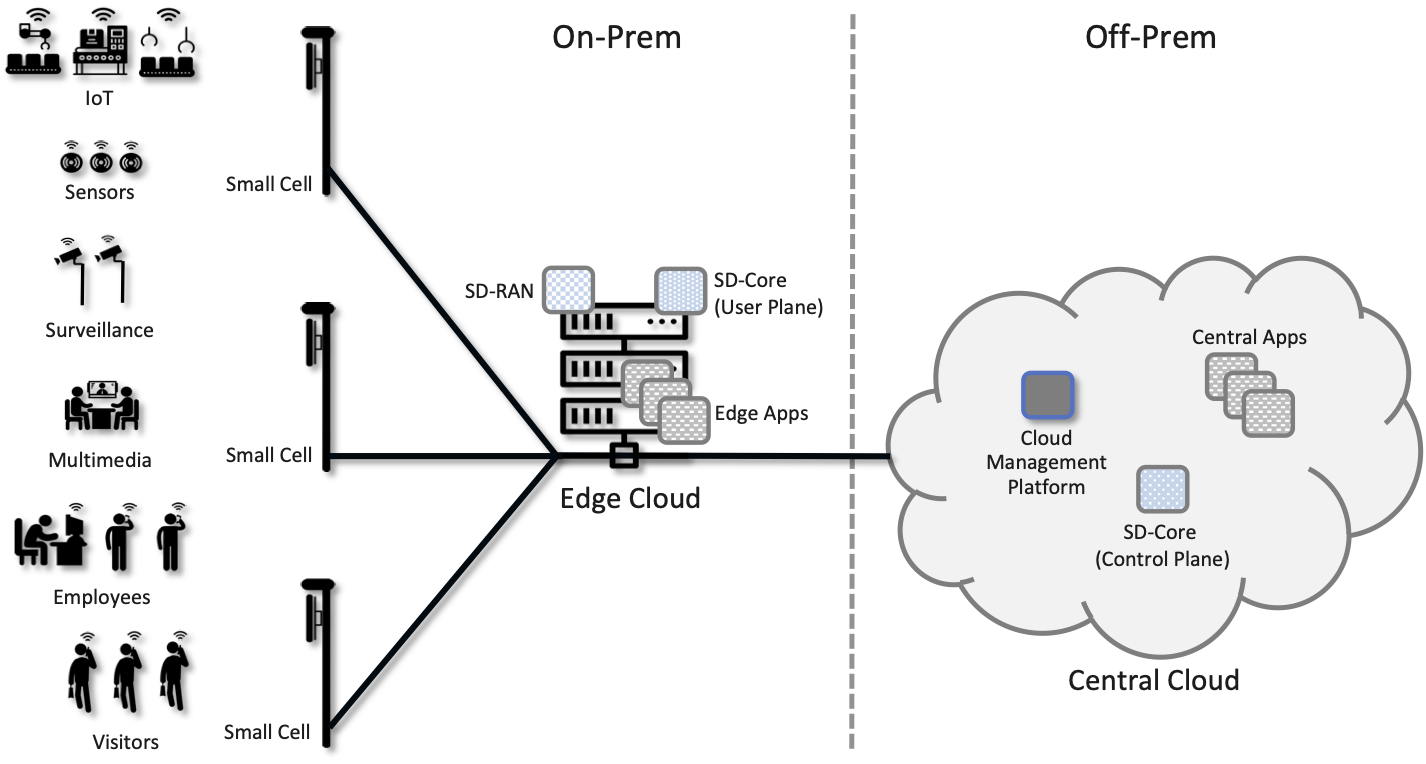 On-Prem
Off-Prem
IoT
Sensors
Surveillance
Multimedia
Employees
Visitors
Small Cell
Small Cell
Small Cell
SD-RAN
SD-Core
(User Plane)
Edge Apps
Edge Cloud
Central Apps
Cloud
Management
Platform
SD-Core
(Control Plane)
Central Cloud